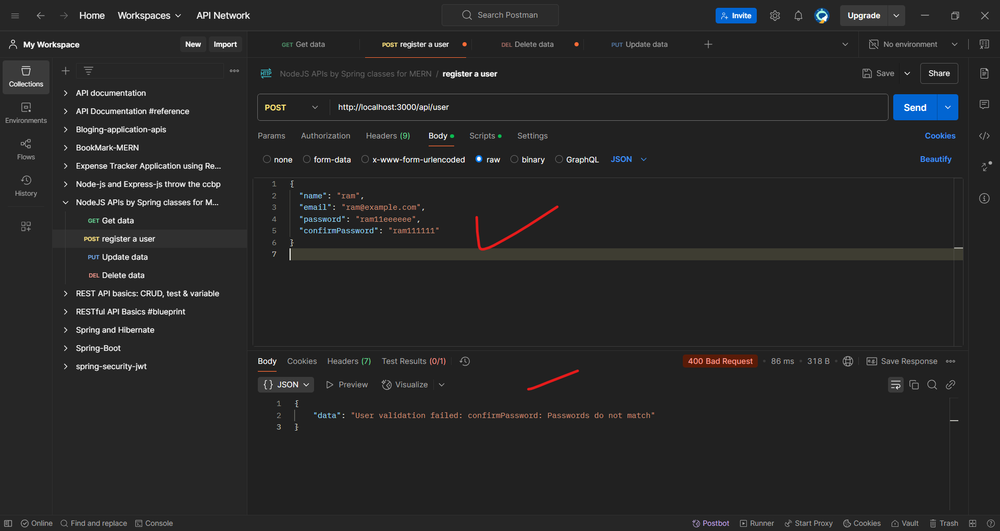 Home Workspaces API Network Search Postman Invite Upgrade
My Workspace New Import GET Get data POST register a user DEL Delete data PUT Update data No environment
Collections
Environments
Flows
History
API documentation
API Documentation #reference
Bloging-application-apis
BookMark-MERN
Expense Tracker Application using Re...
Node-js and Express-js throw the ccbp
NodeJS APIs by Spring classes for M...
GET Get data
POST register a user
PUT Update data
DEL Delete data
REST API basics: CRUD, test & variable
RESTful API Basics #blueprint
Spring and Hibernate
Spring-Boot
spring-security-jwt
HTTP NodeJS APIs by Spring classes for MERN / register a user Save Share
POST http://localhost:3000/api/user Send
Params Authorization Headers (9) Body Scripts Settings Cookies
none form-data x-www-form-urlencoded raw binary GraphQL JSON Beautify
1 {
2 "name": "ram",
3 "email": "ram@example.com",
4 "password": "ram11eeeeee",
5 "confirmPassword": "ram111111"
6 }
7
Body Cookies Headers (7) Test Results (0/1) 400 Bad Request • 86 ms • 318 B • e.g. Save Response
{} JSON Preview Visualize
1 {
2 "data": "User validation failed: confirmPassword: Passwords do not match"
3 }
Online Find and replace Console Postbot Runner Start Proxy Cookies Vault Trash